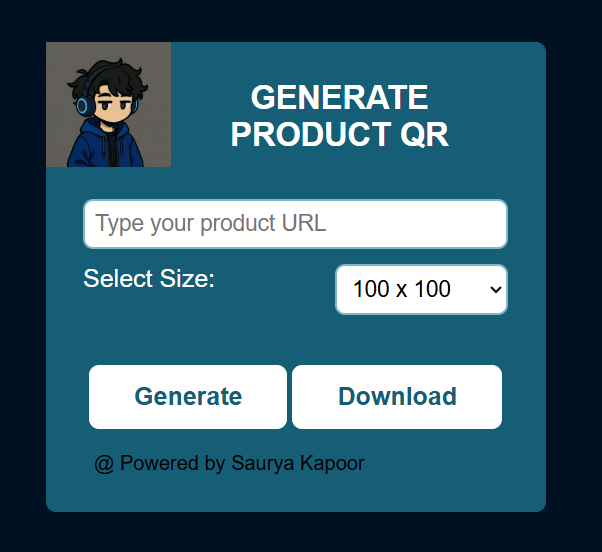 GENERATE
PRODUCT QR
Type your product URL
Select Size:
100 x 100
Generate
Download
@ Powered by Saurya Kapoor